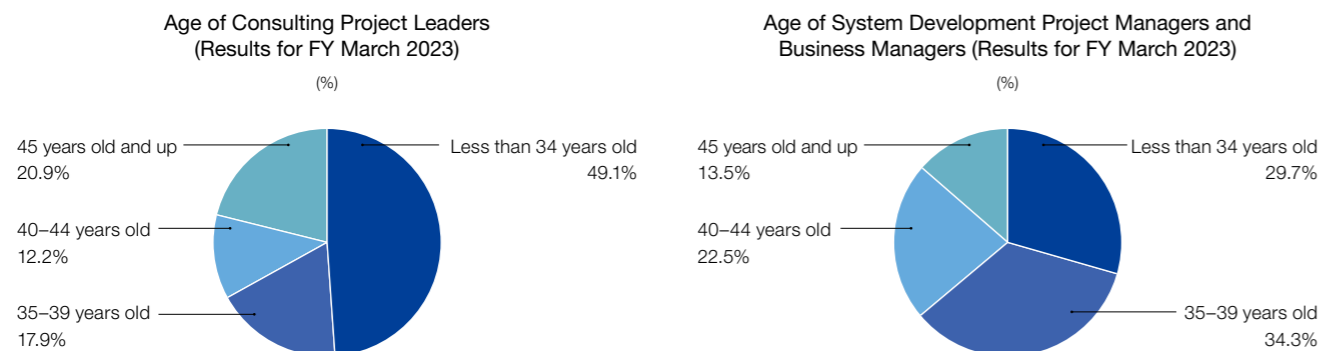 Age of Consulting Project Leaders
(Results for FY March 2023)
(%)
45 years old and up
20.9%
Less than 34 years old
49.1%
40–44 years old
12.2%
35–39 years old
17.9%
Age of System Development Project Managers and
Business Managers (Results for FY March 2023)
(%)
45 years old and up
13.5%
Less than 34 years old
29.7%
40–44 years old
22.5%
35–39 years old
34.3%